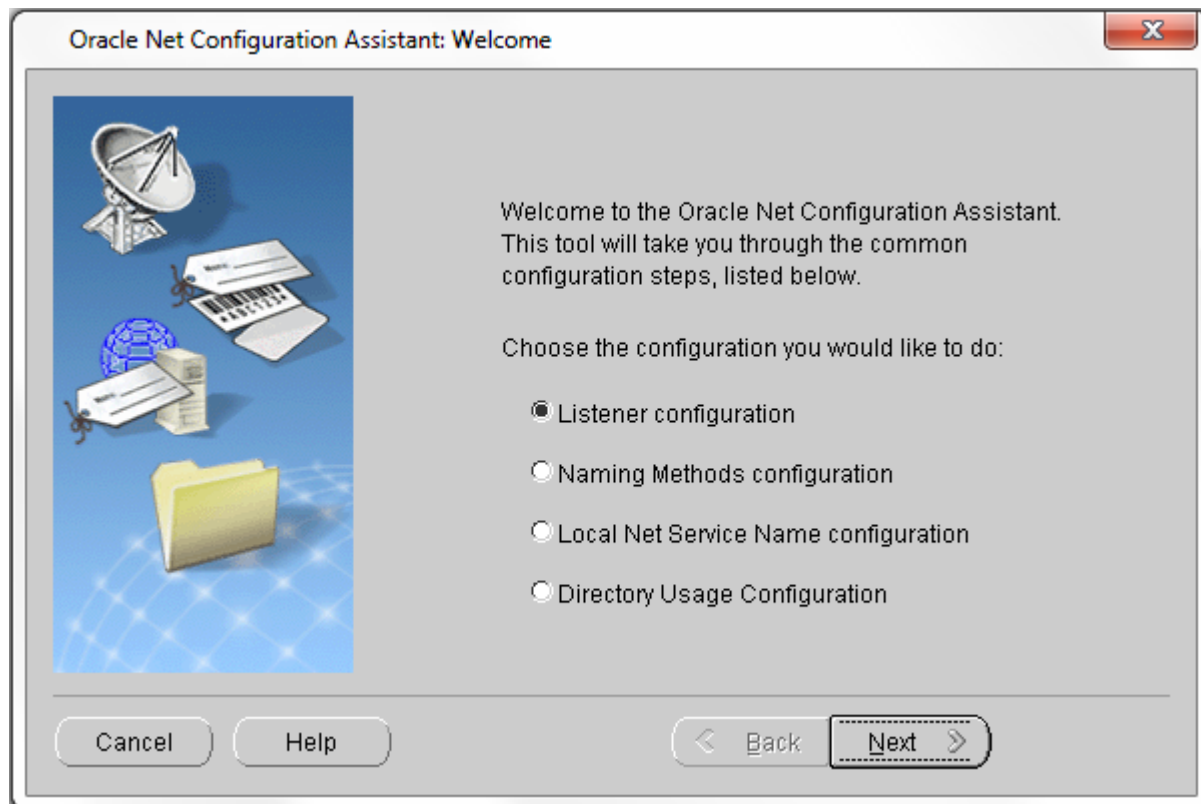 Oracle Net Configuration Assistant: Welcome
Welcome to the Oracle Net Configuration Assistant.
This tool will take you through the common
configuration steps, listed below.
Choose the configuration you would like to do:
Listener configuration
Naming Methods configuration
Local Net Service Name configuration
Directory Usage Configuration
Cancel
Help
Back
Next